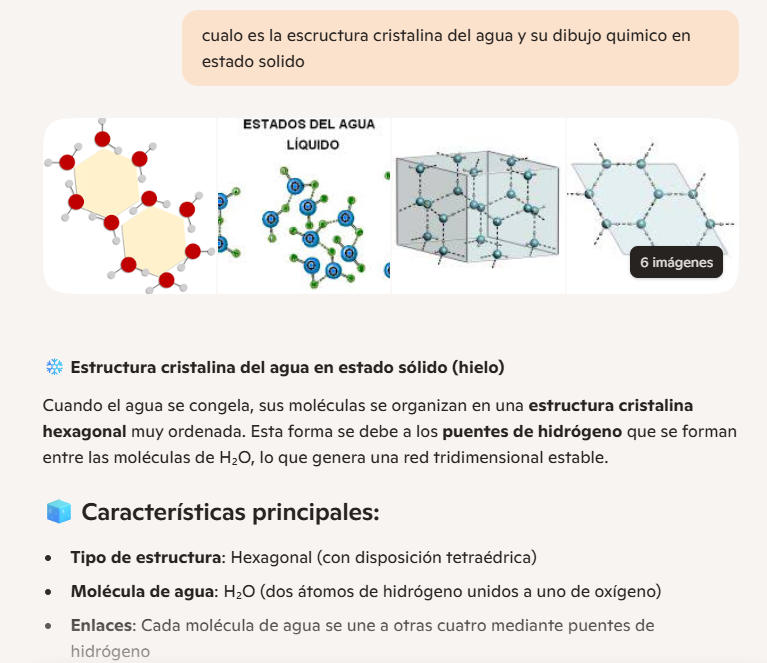 cualo es la escructura cristalina del agua y su dibujo quimico en
estado solido
ESTADOS DEL AGUA
LÍQUIDO
6 imágenes
Estructura cristalina del agua en estado sólido (hielo)
Cuando el agua se congela, sus moléculas se organizan en una estructura cristalina
hexagonal muy ordenada. Esta forma se debe a los puentes de hidrógeno que se forman
entre las moléculas de H₂O, lo que genera una red tridimensional estable.
Características principales:
• Tipo de estructura: Hexagonal (con disposición tetraédrica)
• Molécula de agua: H₂O (dos átomos de hidrógeno unidos a uno de oxígeno)
• Enlaces: Cada molécula de agua se une a otras cuatro mediante puentes de
hidrógeno